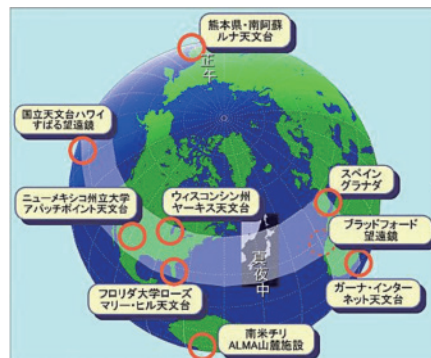 熊本県・南阿蘇
ルナ天文台
正午
国立天文台ハワイ
すばる望遠鏡
ニューメキシコ州立大学
アパッチポイント天文台
ウィスコンシン州
ヤーキス天文台
スペイン
グラナダ
ブラッドフォード
望遠鏡
真夜中
ガーナ・インター
ネット天文台
フロリダ大学ローズ
マリー・ヒル天文台
南米チリ
ALMA山麓施設